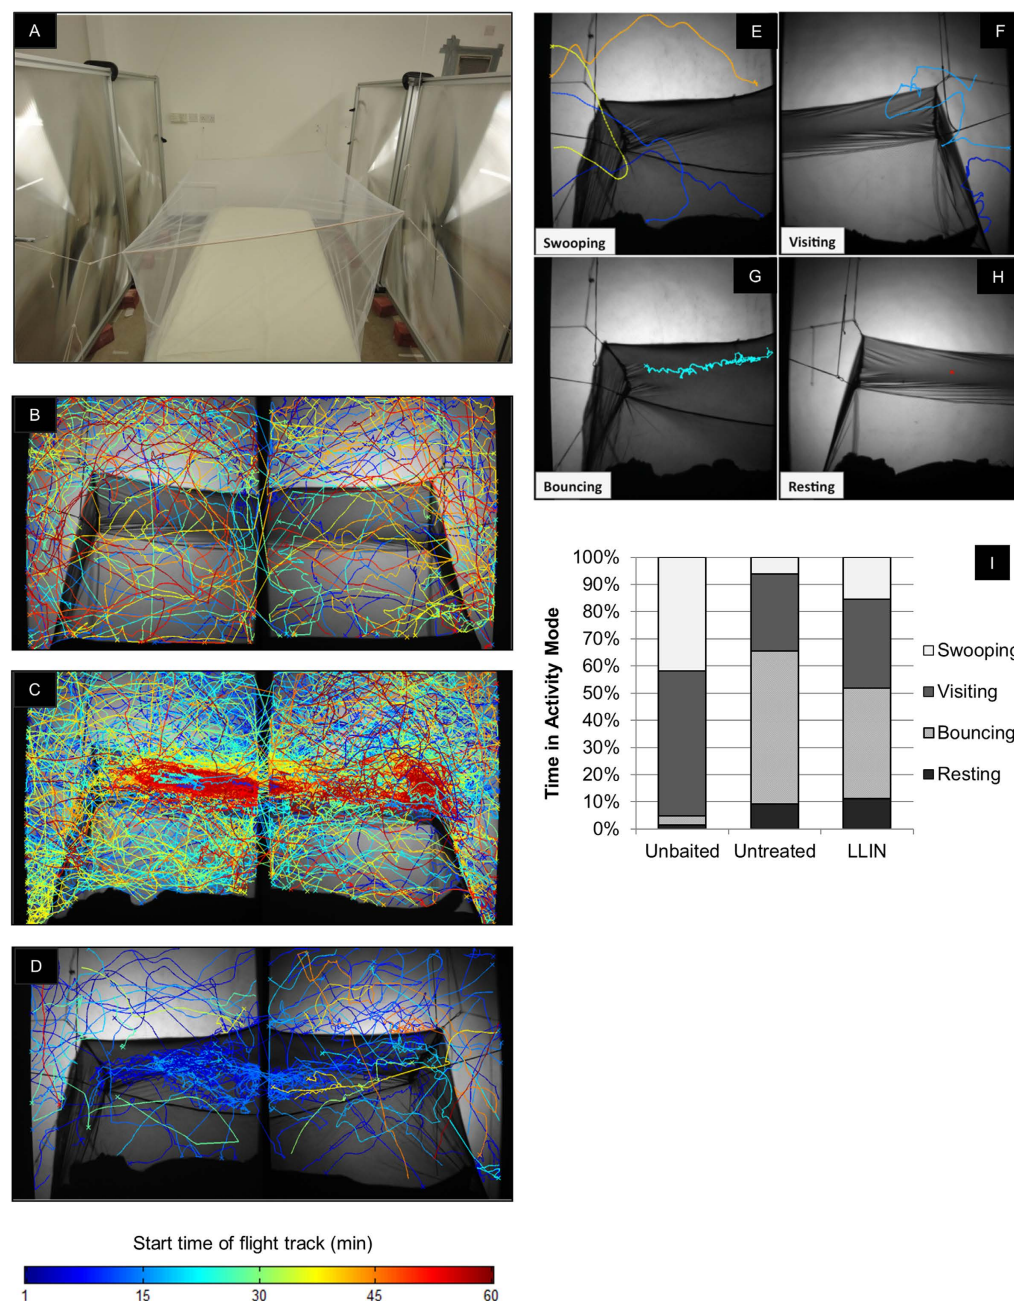 A
B
C
D
Start time of flight track (min)
1 15 30 45 60
E
F
Swooping
Visiting
G
H
Bouncing
Resting
I
Time in Activity Mode
100%
90%
80%
70%
60%
50%
40%
30%
20%
10%
0%
Unbaited Untreated LLIN
Swooping
Visiting
Bouncing
Resting